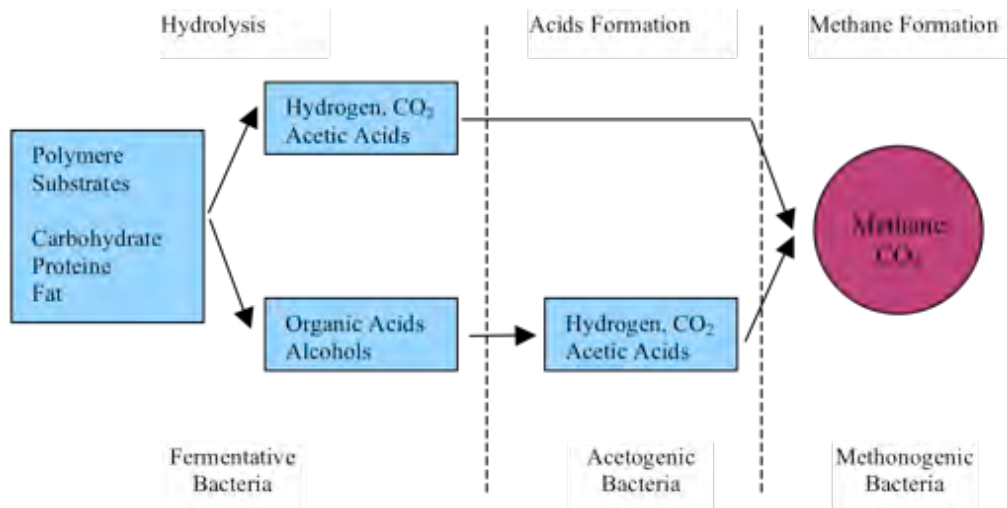 Hydrolysis
Acids Formation
Methane Formation
Polymere
Substrates
Carbohydrate
Proteine
Fat
Hydrogen, CO₂
Acetic Acids
Organic Acids
Alcohols
Hydrogen, CO₂
Acetic Acids
Methane
CO₂
Fermentative
Bacteria
Acetogenic
Bacteria
Methonogenic
Bacteria